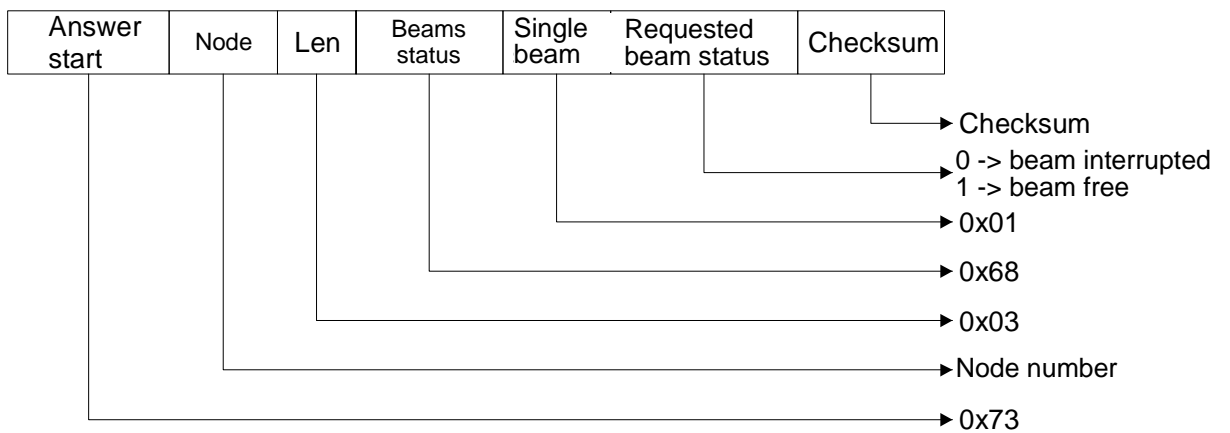 Answer
start
Node
Len
Beams
status
Single
beam
Requested
beam status
Checksum
Checksum
0 -> beam interrupted
1 -> beam free
0x01
0x68
0x03
Node number
0x73